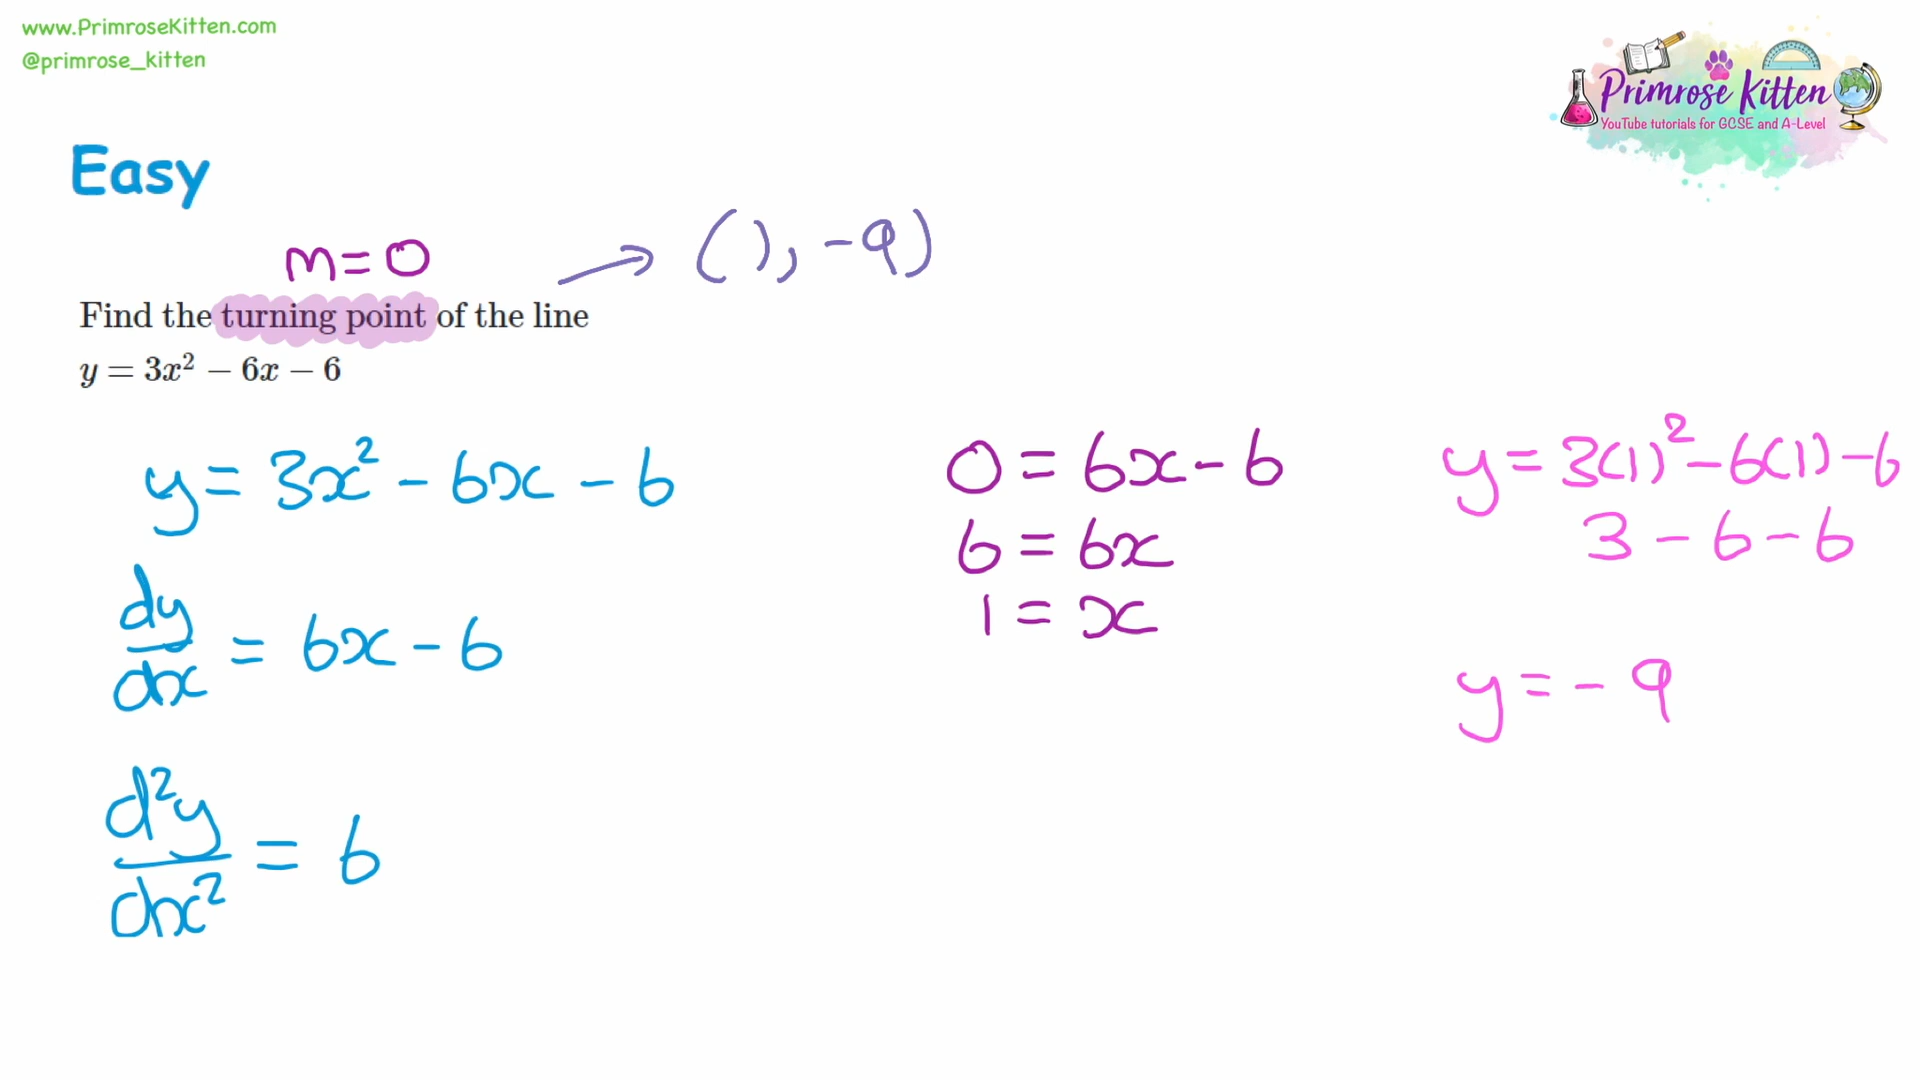 www.PrimroseKitten.com
@primrose_kitten
Primrose Kitten
YouTube tutorials for GCSE and A-Level
Easy
m = 0
→ (1, -9)
Find the turning point of the line
y = 3x² − 6x − 6
y = 3x² - 6x - 6
dy/dx = 6x - 6
d²y/dx² = 6
0 = 6x - 6
6 = 6x
1 = x
y = 3(1)² - 6(1) - 6
3 - 6 - 6
y = - 9